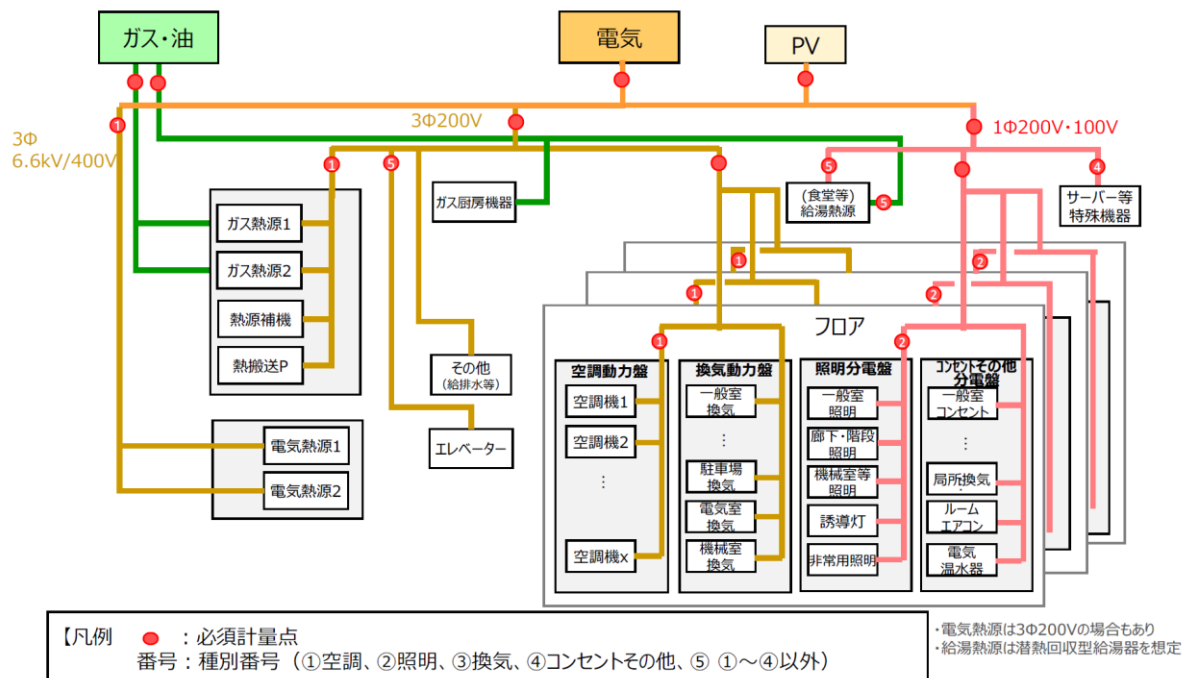 ガス・油
電気
PV
3Φ
6.6kV/400V
1
3Φ200V
1Φ200V・100V
1
5
5
4
ガス厨房機器
(食堂等)
給湯熱源
5
サーバー等
特殊機器
ガス熱源1
ガス熱源2
熱源補機
熱搬送P
その他
(給排水等)
エレベーター
電気熱源1
電気熱源2
1
2
1
2
フロア
1
2
空調動力盤
空調機1
空調機2
⋮
空調機x
換気動力盤
一般室
換気
⋮
駐車場
換気
電気室
換気
機械室
換気
照明分電盤
一般室
照明
廊下・階段
照明
機械室等
照明
誘導灯
非常用照明
コンセントその他
分電盤
一般室
コンセント
⋮
局所換気
⋮
ルーム
エアコン
電気
温水器
【凡例 ● : 必須計量点
番号 : 種別番号 (①空調、②照明、③換気、④コンセントその他、⑤ ①～④以外)
・電気熱源は3Φ200Vの場合もあり
・給湯熱源は潜熱回収型給湯器を想定